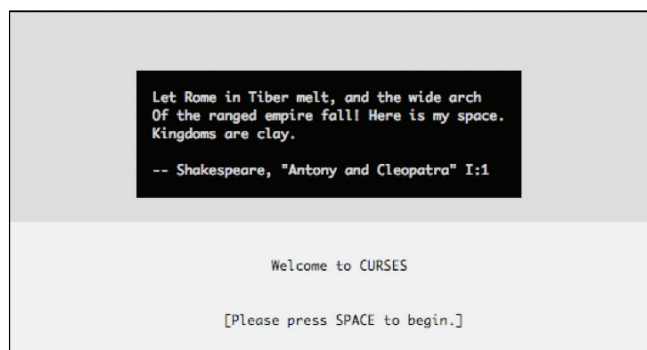 Let Rome in Tiber melt, and the wide arch
Of the ranged empire fall! Here is my space.
Kingdoms are clay.
-- Shakespeare, "Antony and Cleopatra" I:1
Welcome to CURSES
[Please press SPACE to begin.]